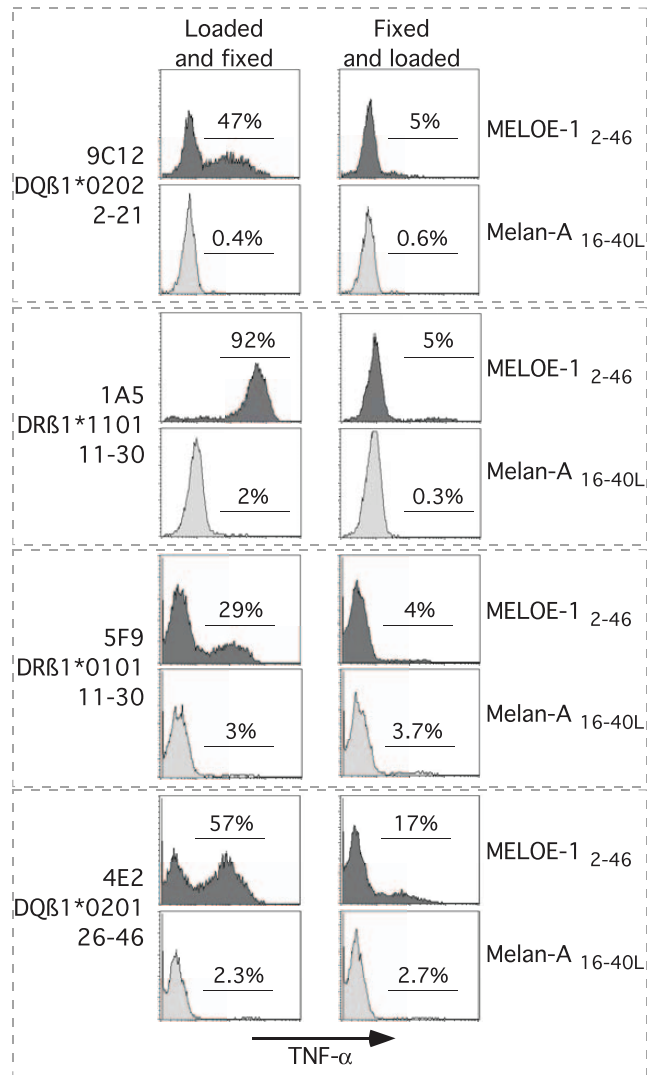 Loaded and fixed
Fixed and loaded
9C12
DQß1*0202
2-21
47%
5%
MELOE-1 2-46
0.4%
0.6%
Melan-A 16-40L
1A5
DRß1*1101
11-30
92%
5%
MELOE-1 2-46
2%
0.3%
Melan-A 16-40L
5F9
DRß1*0101
11-30
29%
4%
MELOE-1 2-46
3%
3.7%
Melan-A 16-40L
4E2
DQß1*0201
26-46
57%
17%
MELOE-1 2-46
2.3%
2.7%
Melan-A 16-40L
TNF-α